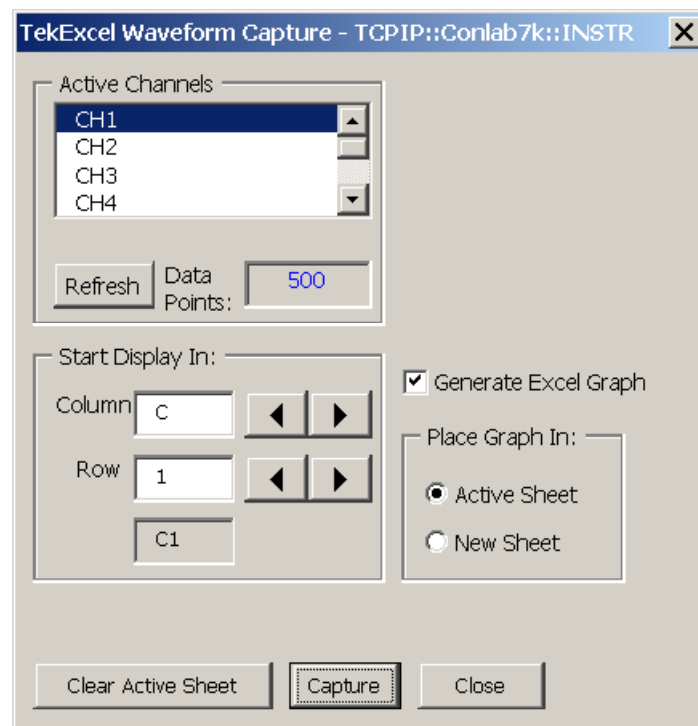 TekExcel Waveform Capture - TCPIP::Conlab7k::INSTR
Active Channels
CH1
CH2
CH3
CH4
Refresh
Data Points:
500
Start Display In:
Column
C
Row
1
C1
Generate Excel Graph
Place Graph In:
Active Sheet
New Sheet
Clear Active Sheet
Capture
Close